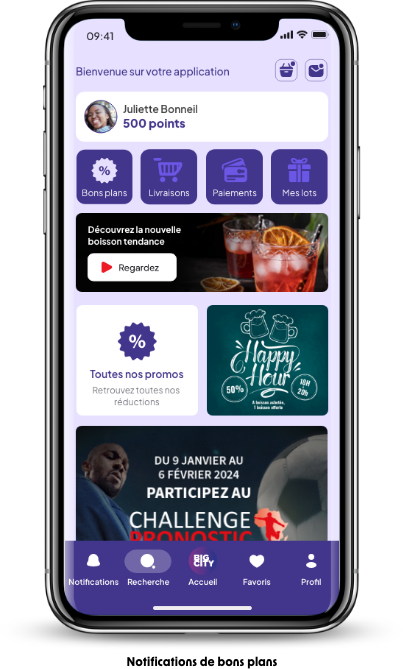 09:41
Bienvenue sur votre application
Juliette Bonneil
500 points
%
Bons plans
Livraisons
Paiements
Mes lots
Découvrez la nouvelle
boisson tendance
Regardez
%
Toutes nos promos
Retrouvez toutes nos
réductions
Happy
Hour
50%
18H
20H
1 boisson achetée,
1 boisson offerte
DU 9 JANVIER AU
6 FÉVRIER 2024
PARTICIPEZ AU
CHALLENGE
PRONOSTIC
BIG
CITY
Notifications
Recherche
Accueil
Favoris
Profil
Notifications de bons plans